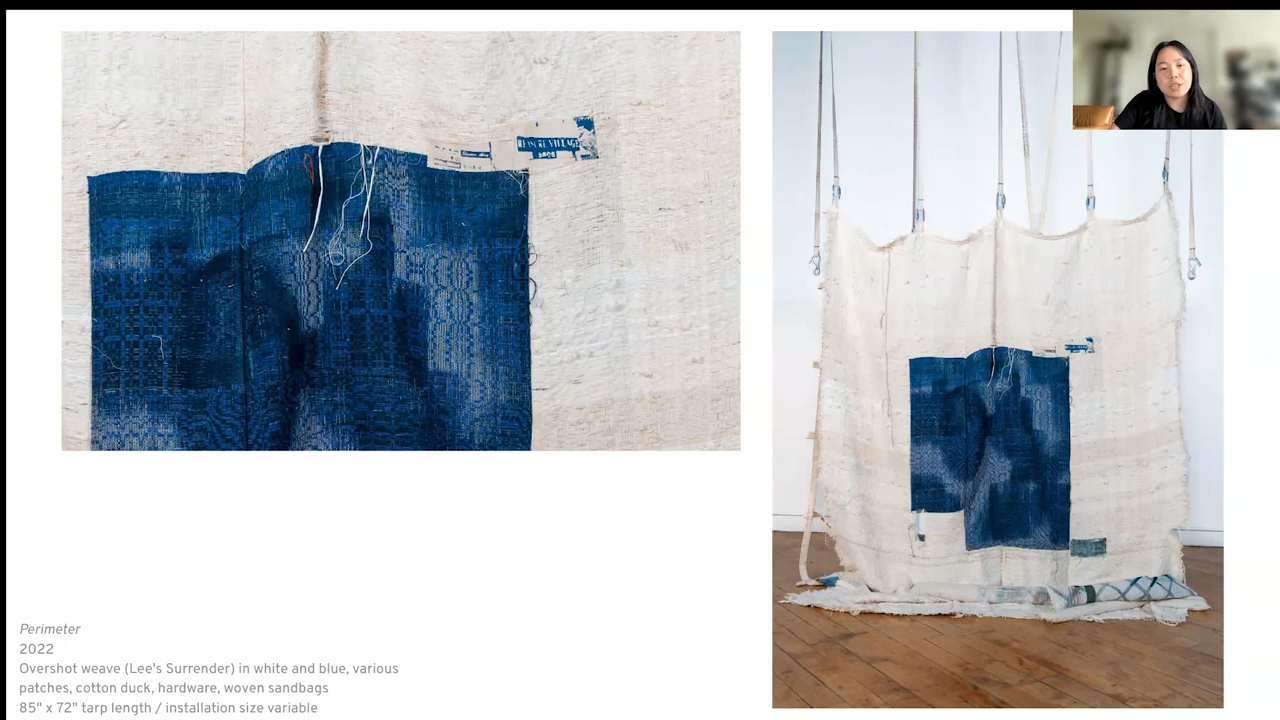 VILLAGE
Perimeter
2022
Overshot weave (Lee's Surrender) in white and blue, various
patches, cotton duck, hardware, woven sandbags
85" x 72" tarp length / installation size variable